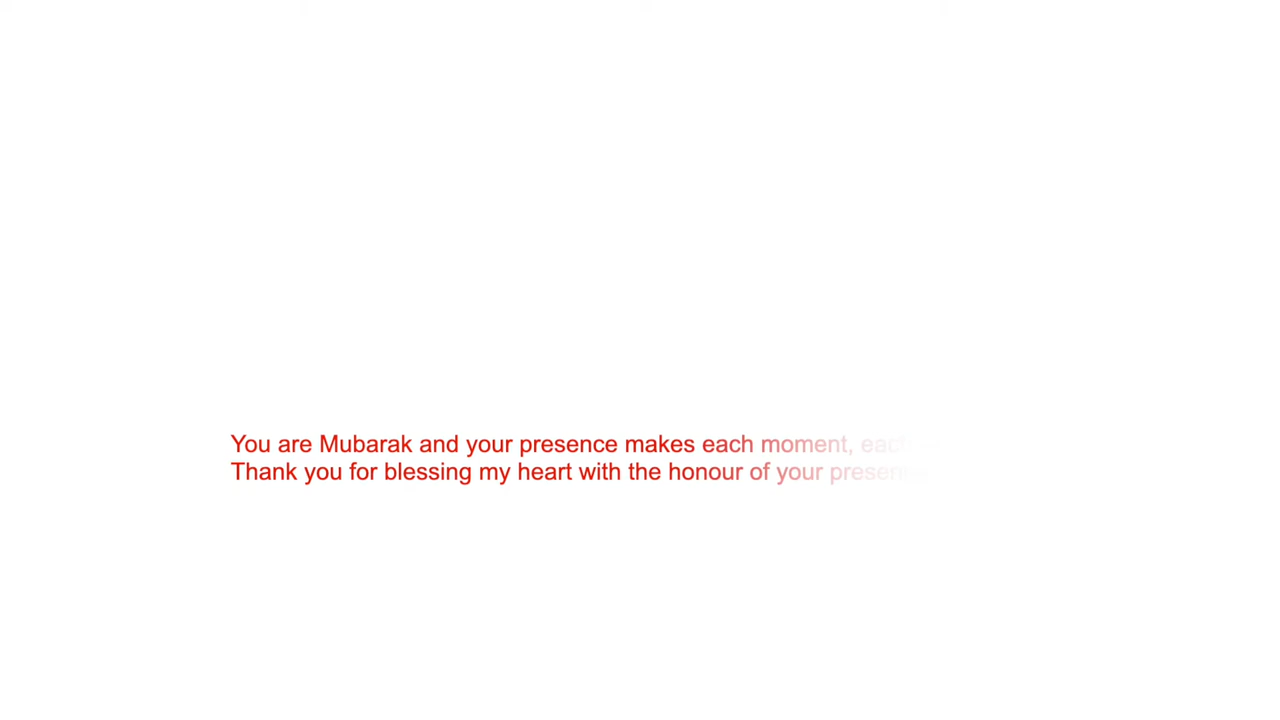 You are Mubarak and your presence makes each moment,
Thank you for blessing my heart with the honour of your